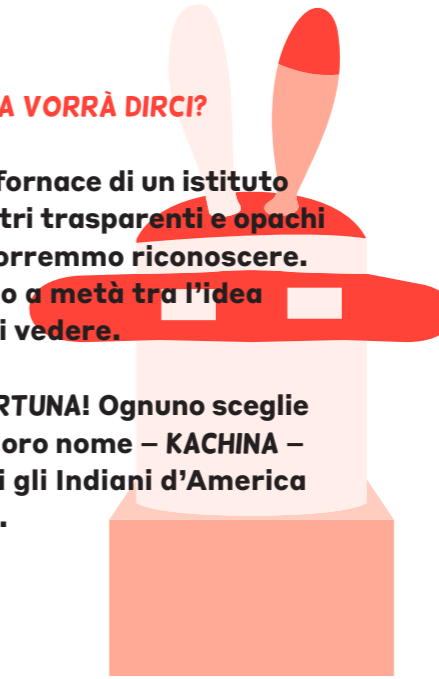 A VORRÀ DIRCI?
fornace di un istituto
tri trasparenti e opachi
orremmo riconoscere.
o a metà tra l'idea
i vedere.
RTUNA! Ognuno sceglie
oro nome – KACHINA –
i gli Indiani d'America
.